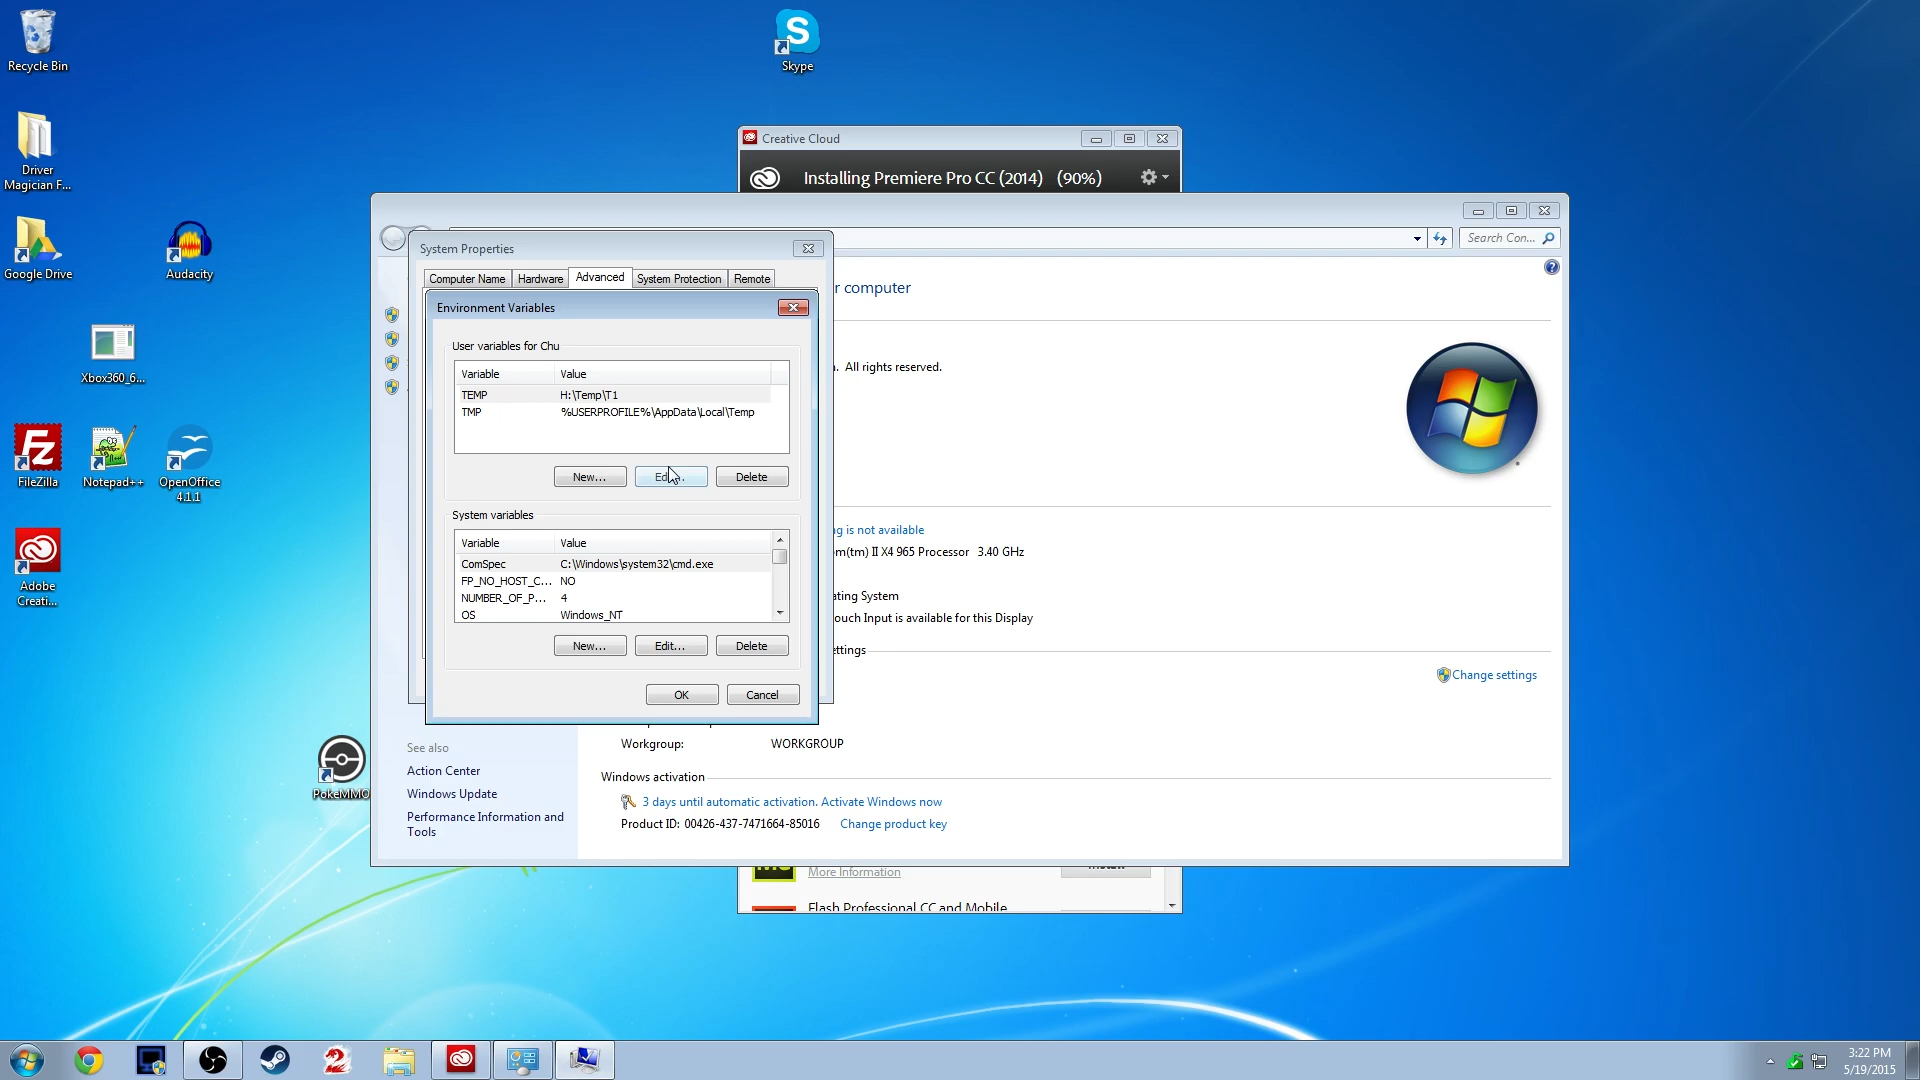 Recycle Bin
Skype
Driver
Magician F...
Creative Cloud
Installing Premiere Pro CC (2014) (90%)
Google Drive
Audacity
Search Con...
System Properties
Computer Name
Hardware
Advanced
System Protection
Remote
r computer
Environment Variables
User variables for Chu
Variable Value
TEMP H:\Temp\T1
TMP %USERPROFILE%\AppData\Local\Temp
. All rights reserved.
Xbox360_6...
New...
Delete
FileZilla
Notepad++
OpenOffice
4.1.1
System variables
Variable Value
ComSpec C:\Windows\system32\cmd.exe
FP_NO_HOST_C... NO
NUMBER_OF_P... 4
OS Windows_NT
g is not available
m(tm) II X4 965 Processor 3.40 GHz
ating System
ouch Input is available for this Display
ettings
Change settings
New...
Edit...
Delete
OK
Cancel
Adobe
Creati...
See also
Action Center
Windows Update
Performance Information and
Tools
PokeMMO
Workgroup: WORKGROUP
Windows activation
3 days until automatic activation. Activate Windows now
Product ID: 00426-437-7471664-85016 Change product key
More Information
Flash Professional CC and Mobile
3:22 PM
5/19/2015